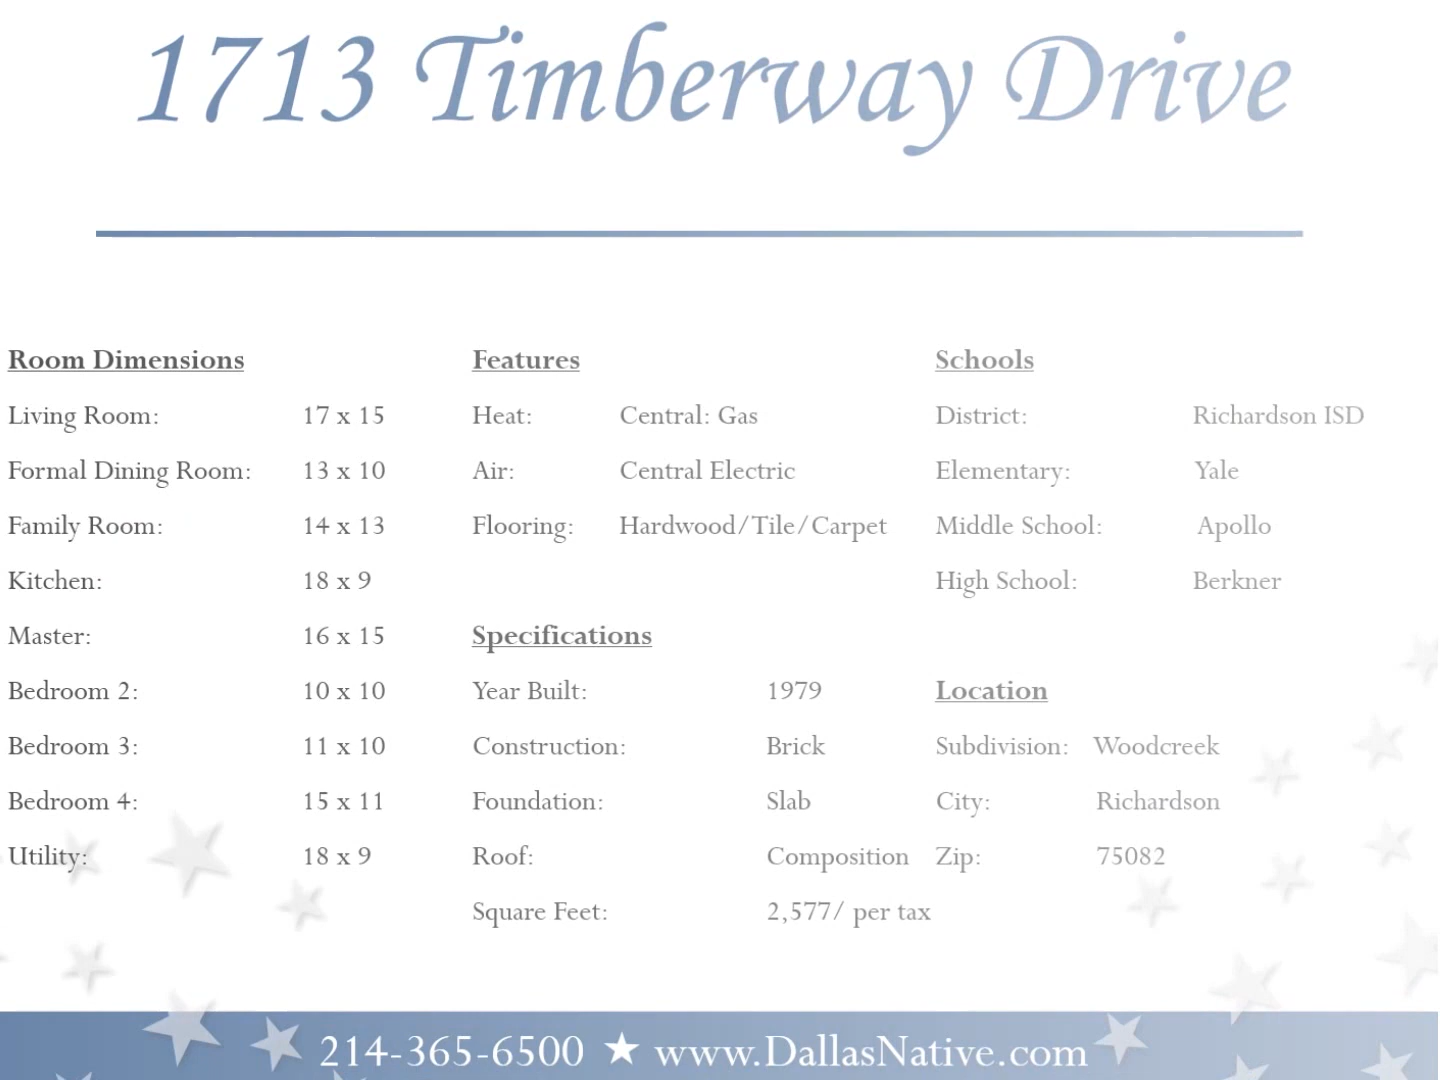 1713 Timberway Drive
Room Dimensions
Living Room: 17 x 15
Formal Dining Room: 13 x 10
Family Room: 14 x 13
Kitchen: 18 x 9
Master: 16 x 15
Bedroom 2: 10 x 10
Bedroom 3: 11 x 10
Bedroom 4: 15 x 11
Utility: 18 x 9
Features
Heat: Central: Gas
Air: Central Electric
Flooring: Hardwood/Tile/Carpet
Specifications
Year Built: 1979
Construction: Brick
Foundation: Slab
Roof: Composition
Square Feet: 2,577/ per tax
Schools
District: Richardson ISD
Elementary: Yale
Middle School: Apollo
High School: Berkner
Location
Subdivision: Woodcreek
City: Richardson
Zip: 75082
214-365-6500 ★ www.DallasNative.com